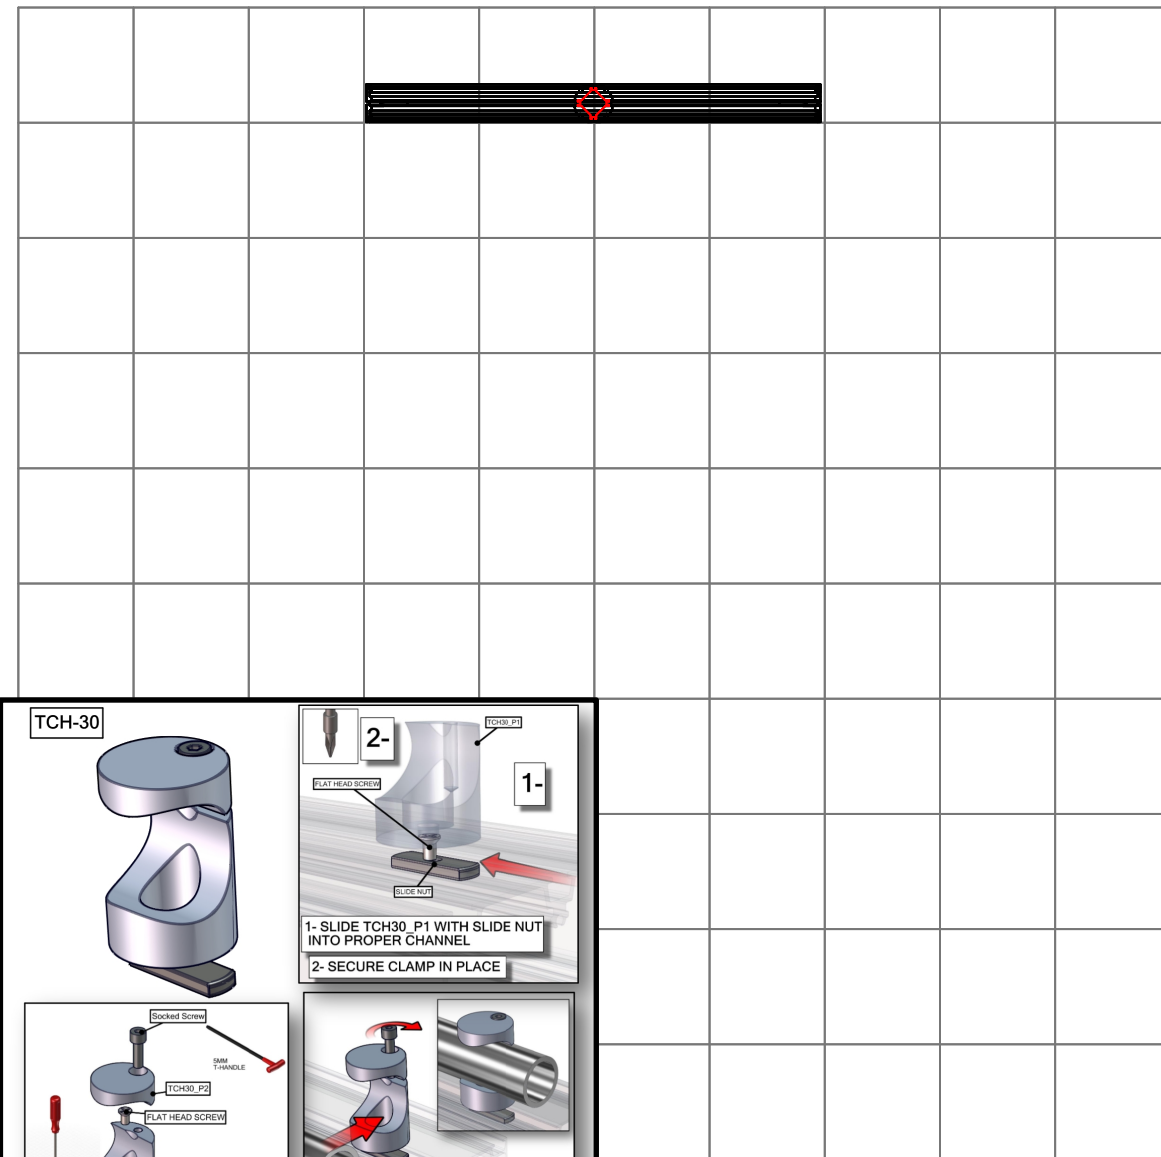 TCH-30
2-
TCH30_P1
FLAT HEAD SCREW
1-
SLIDE NUT
1- SLIDE TCH30_P1 WITH SLIDE NUT
INTO PROPER CHANNEL
2- SECURE CLAMP IN PLACE
Socked Screw
5MM
T-HANDLE
TCH30_P2
FLAT HEAD SCREW